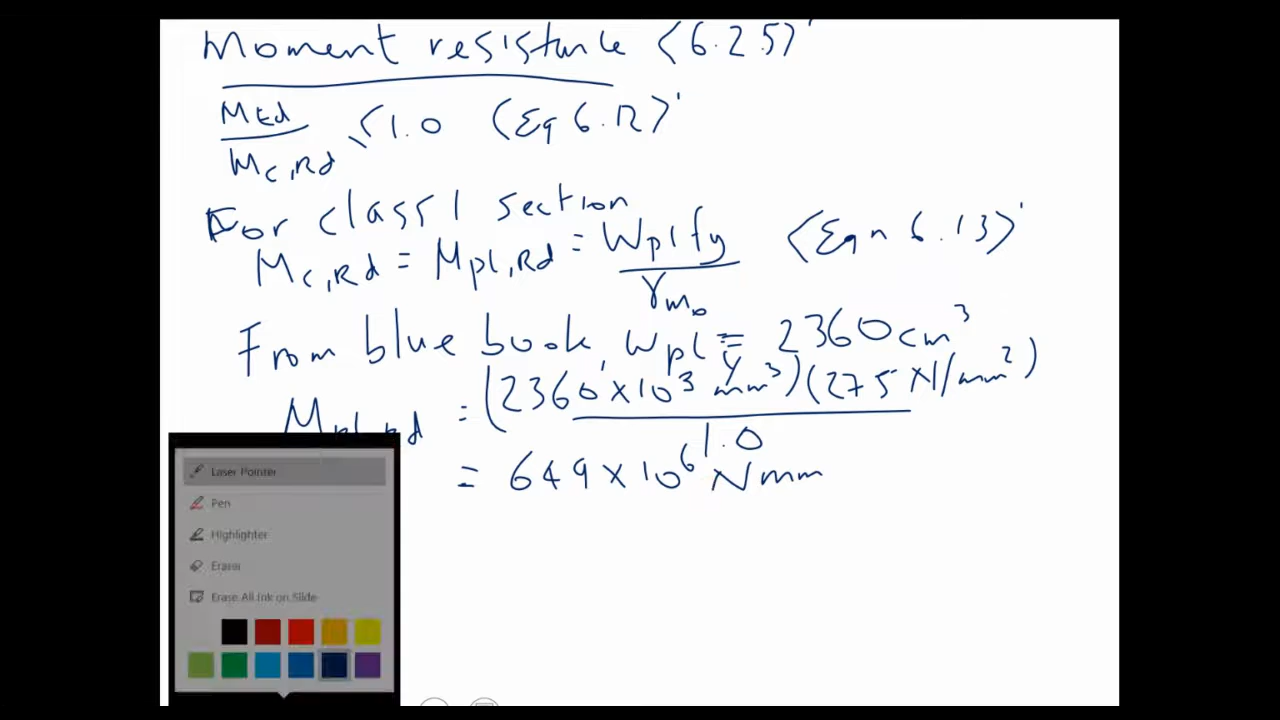 Moment resistance <6.2.5>'
MEd
Mc,Rd
≤ 1.0 <Eq 6.12>'
For class 1 section
Mc,Rd = Mpl,Rd = Wpl fy <Eqn 6.13>'
γm0
From blue book, Wpl,y = 2360 cm³
Mpl,Rd = (2360 x 10³ mm³)(275 N/mm²)
1.0
= 649 x 10⁶ Nmm
Laser Pointer
Pen
Highlighter
Eraser
Erase All Ink on Slide